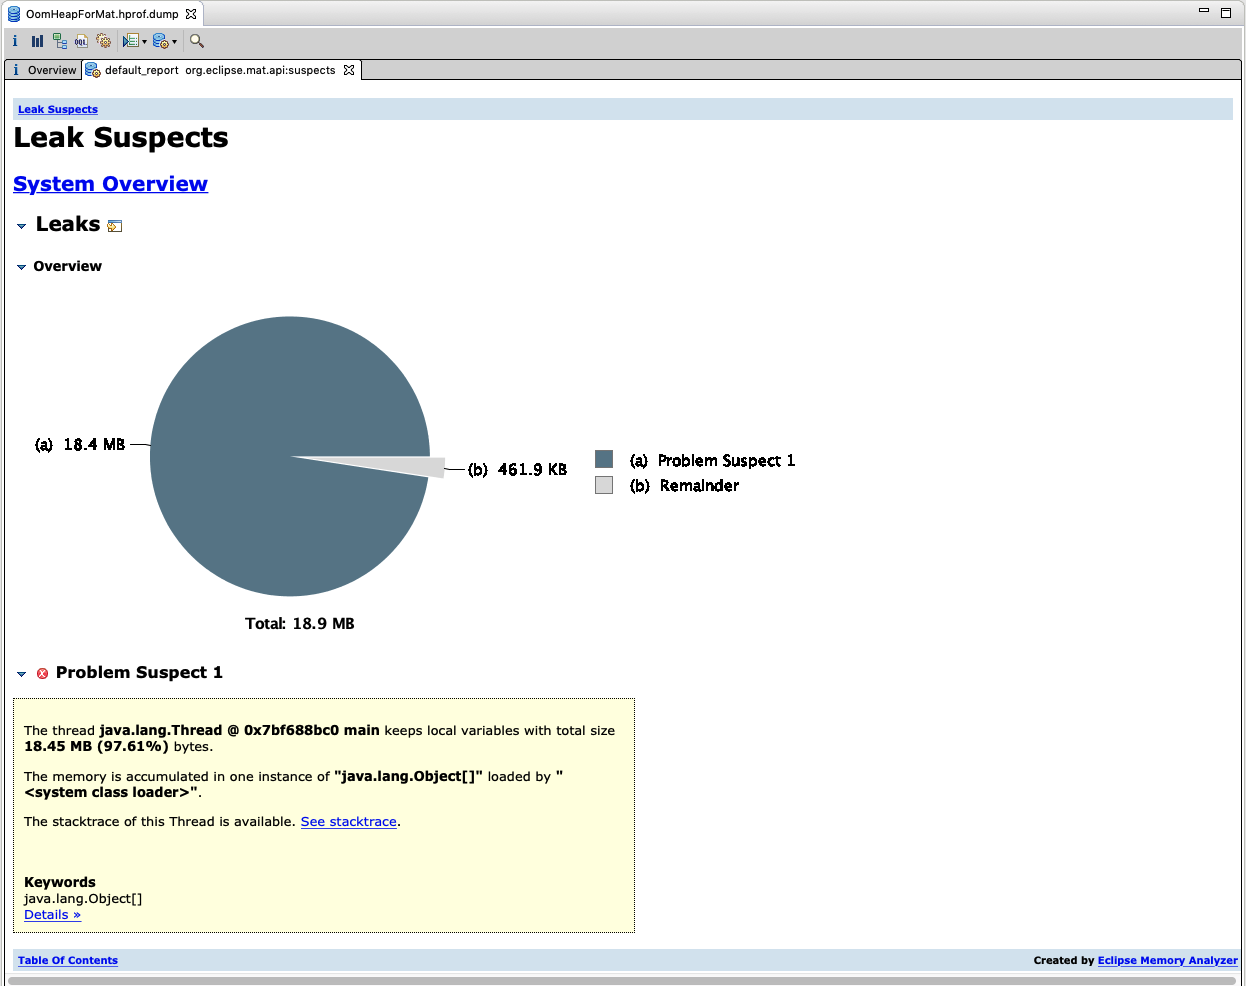 OomHeapForMat.hprof.dump
i OQL
i Overview default_report org.eclipse.mat.api:suspects
Leak Suspects
Leak Suspects
System Overview
Leaks
Overview
(a) 18.4 MB
(b) 461.9 KB
(a) Problem Suspect 1
(b) Remainder
Total: 18.9 MB
Problem Suspect 1
The thread java.lang.Thread @ 0x7bf688bc0 main keeps local variables with total size
18.45 MB (97.61%) bytes.
The memory is accumulated in one instance of "java.lang.Object[]" loaded by "
<system class loader>".
The stacktrace of this Thread is available. See stacktrace.
Keywords
java.lang.Object[]
Details »
Table Of Contents
Created by Eclipse Memory Analyzer